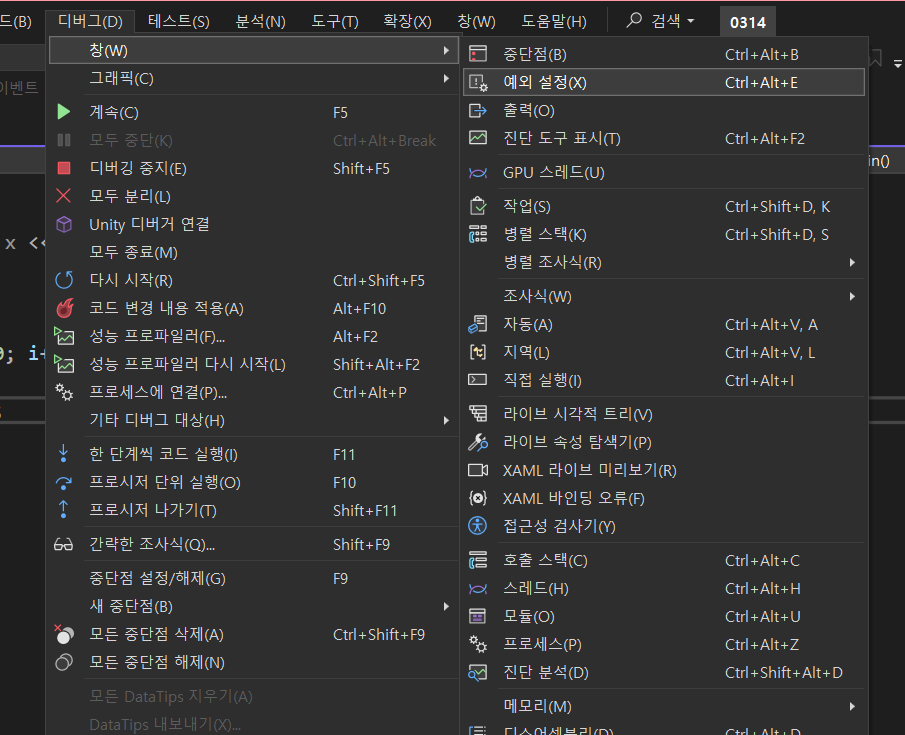 드(B) 디버그(D) 테스트(S) 분석(N) 도구(T) 확장(X) 창(W) 도움말(H) 검색 0314
이벤트
in()
x <<
; i+
창(W)
그래픽(C)
계속(C) F5
모두 중단(K) Ctrl+Alt+Break
디버깅 중지(E) Shift+F5
모두 분리(L)
Unity 디버거 연결
모두 종료(M)
다시 시작(R) Ctrl+Shift+F5
코드 변경 내용 적용(A) Alt+F10
성능 프로파일러(F)... Alt+F2
성능 프로파일러 다시 시작(L) Shift+Alt+F2
프로세스에 연결(P)... Ctrl+Alt+P
기타 디버그 대상(H)
한 단계씩 코드 실행(I) F11
프로시저 단위 실행(O) F10
프로시저 나가기(T) Shift+F11
간략한 조사식(Q)... Shift+F9
중단점 설정/해제(G) F9
새 중단점(B)
모든 중단점 삭제(A) Ctrl+Shift+F9
모든 중단점 해제(N)
모든 DataTips 지우기(A)
DataTips 내보내기(X)...
중단점(B) Ctrl+Alt+B
예외 설정(X) Ctrl+Alt+E
출력(O)
진단 도구 표시(T) Ctrl+Alt+F2
GPU 스레드(U)
작업(S) Ctrl+Shift+D, K
병렬 스택(K) Ctrl+Shift+D, S
병렬 조사식(R)
조사식(W)
자동(A) Ctrl+Alt+V, A
지역(L) Ctrl+Alt+V, L
직접 실행(I) Ctrl+Alt+I
라이브 시각적 트리(V)
라이브 속성 탐색기(P)
XAML 라이브 미리보기(R)
XAML 바인딩 오류(F)
접근성 검사기(Y)
호출 스택(C) Ctrl+Alt+C
스레드(H) Ctrl+Alt+H
모듈(O) Ctrl+Alt+U
프로세스(P) Ctrl+Alt+Z
진단 분석(D) Ctrl+Shift+Alt+D
메모리(M)
디스어셈블리(D) Ctrl+Alt+D